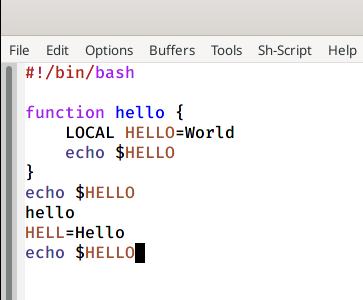 File Edit Options Buffers Tools Sh-Script Help
#!/bin/bash
function hello {
    LOCAL HELLO=World
    echo $HELLO
}
echo $HELLO
hello
HELL=Hello
echo $HELLO